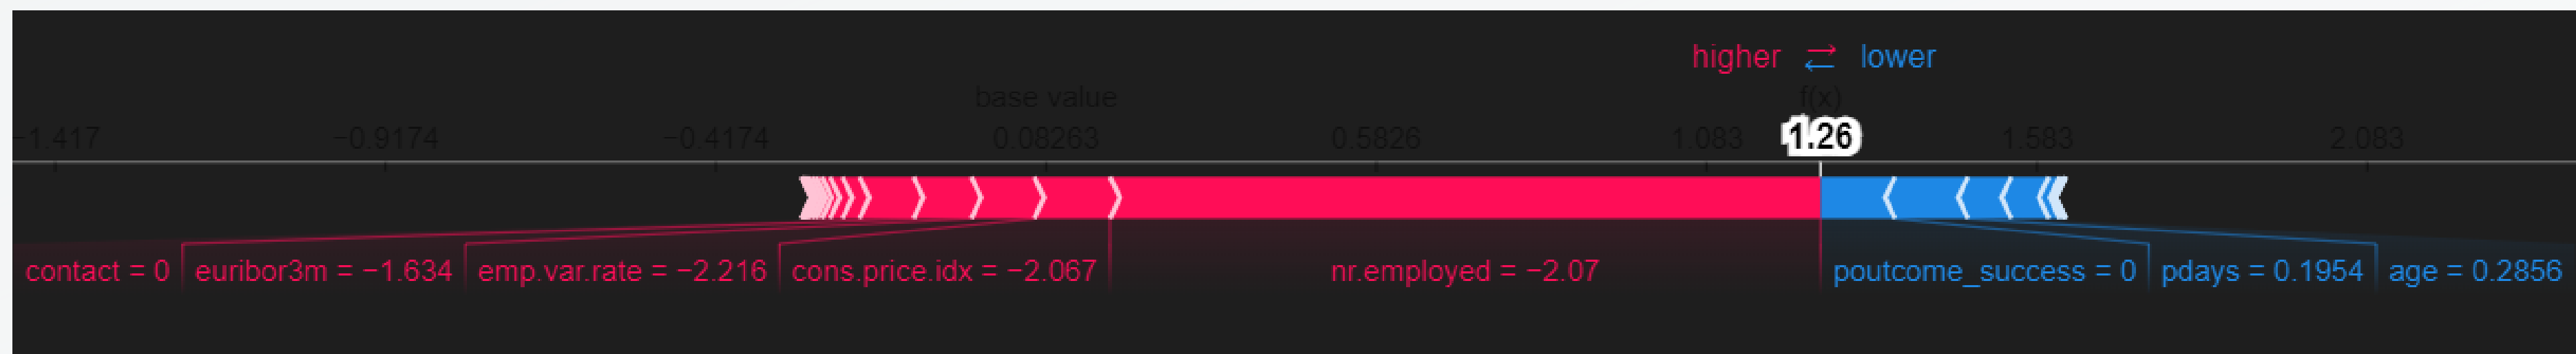 higher ⇄ lower
base value f(x)
−1.417 −0.9174 −0.4174 0.08263 0.5826 1.083 1.26 1.583 2.083
contact = 0 euribor3m = −1.634 emp.var.rate = −2.216 cons.price.idx = −2.067 nr.employed = −2.07 poutcome_success = 0 pdays = 0.1954 age = 0.2856